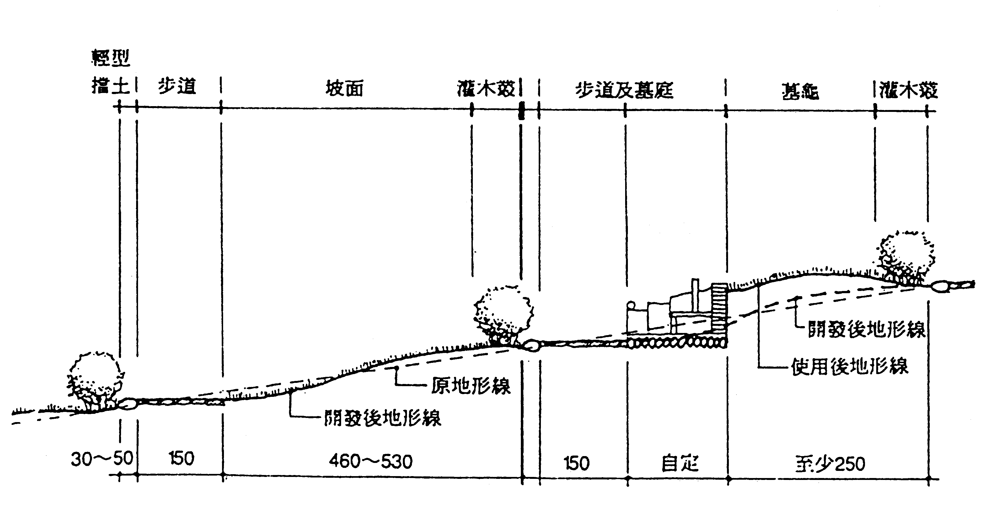 輕型
擋土
步道
坡面
灌木叢
步道及墓庭
墓龜
灌木叢
開發後地形線
使用後地形線
原地形線
開發後地形線
30～50
150
460～530
150
自定
至少250